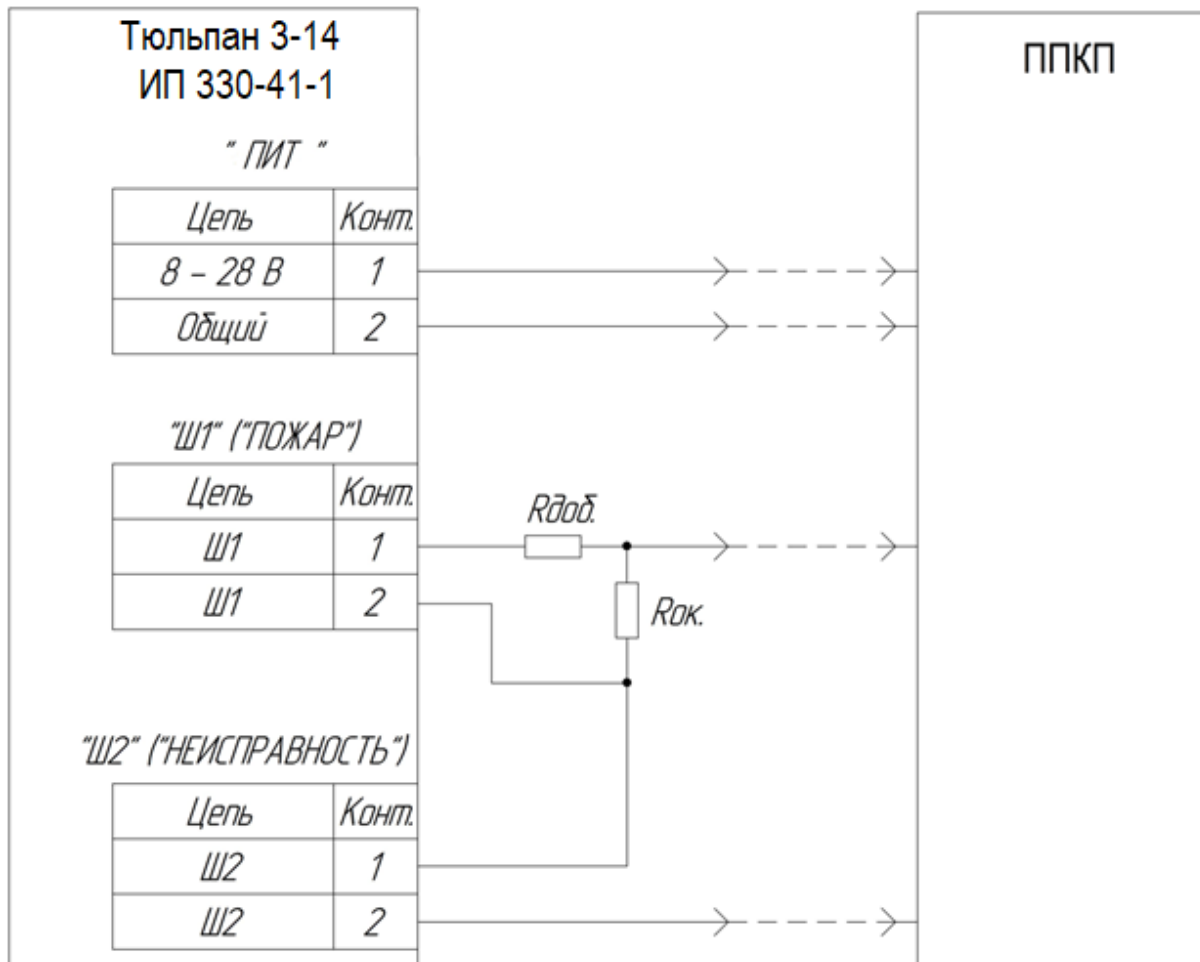 Тюльпан 3-14
ИП 330-41-1
ППКП
" ПИТ "
Цепь Конт.
8 - 28 В 1
Общий 2
"Ш1" ("ПОЖАР")
Цепь Конт.
Ш1 1
Ш1 2
Rдоб.
Rок.
"Ш2" ("НЕИСПРАВНОСТЬ")
Цепь Конт.
Ш2 1
Ш2 2